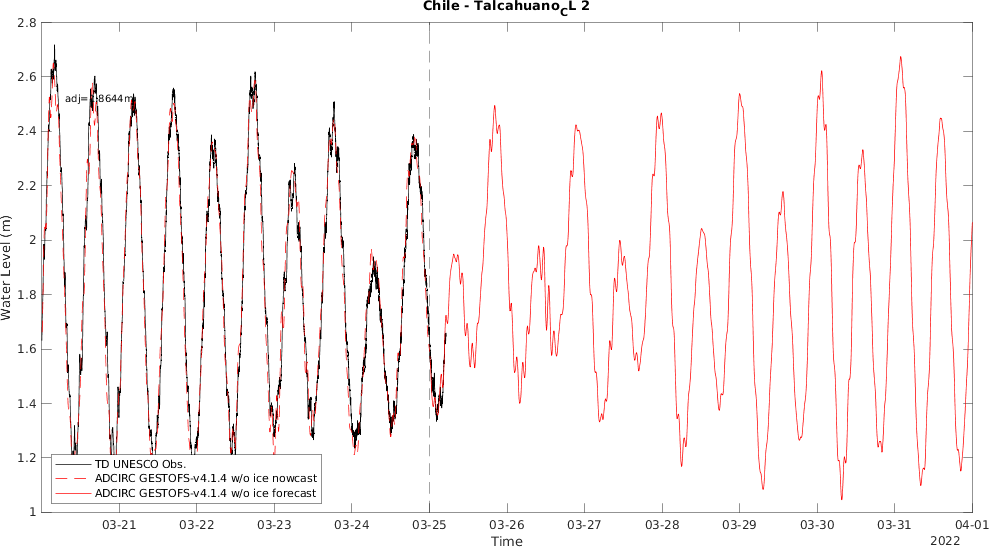 Chile - TalcahuanoCL 2
2.8
2.6
2.4
2.2
2
1.8
1.6
1.4
1.2
1
Water Level (m)
adj= 8644m
TD UNESCO Obs.
ADCIRC GESTOFS-v4.1.4 w/o ice nowcast
ADCIRC GESTOFS-v4.1.4 w/o ice forecast
03-21 03-22 03-23 03-24 03-25 03-26 03-27 03-28 03-29 03-30 03-31 04-01
Time
2022